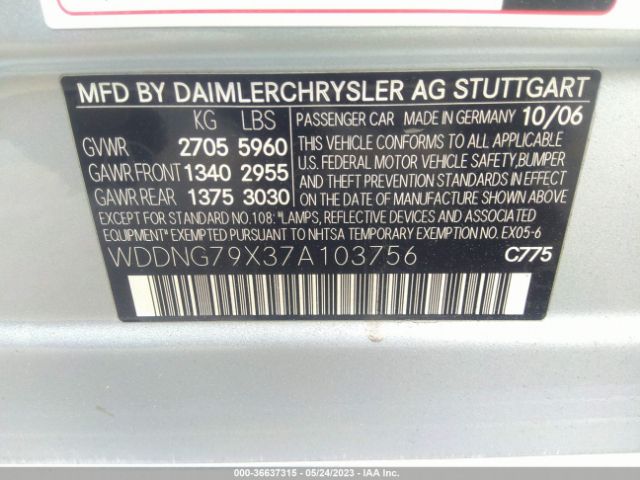 MFD BY DAIMLERCHRYSLER AG STUTTGART
KG LBS
GVWR 2705 5960
GAWR FRONT 1340 2955
GAWR REAR 1375 3030
PASSENGER CAR MADE IN GERMANY 10/06
THIS VEHICLE CONFORMS TO ALL APPLICABLE
U.S. FEDERAL MOTOR VEHICLE SAFETY, BUMPER
AND THEFT PREVENTION STANDARDS IN EFFECT
ON THE DATE OF MANUFACTURE SHOWN ABOVE.
EXCEPT FOR STANDARD NO.108: "LAMPS, REFLECTIVE DEVICES AND ASSOCIATED
EQUIPMENT" PURSUANT TO NHTSA TEMPORARY EXEMPTION NO. EX05-6
WDDNG79X37A103756 C775
000-36637315 - 05/24/2023 - IAA Inc.